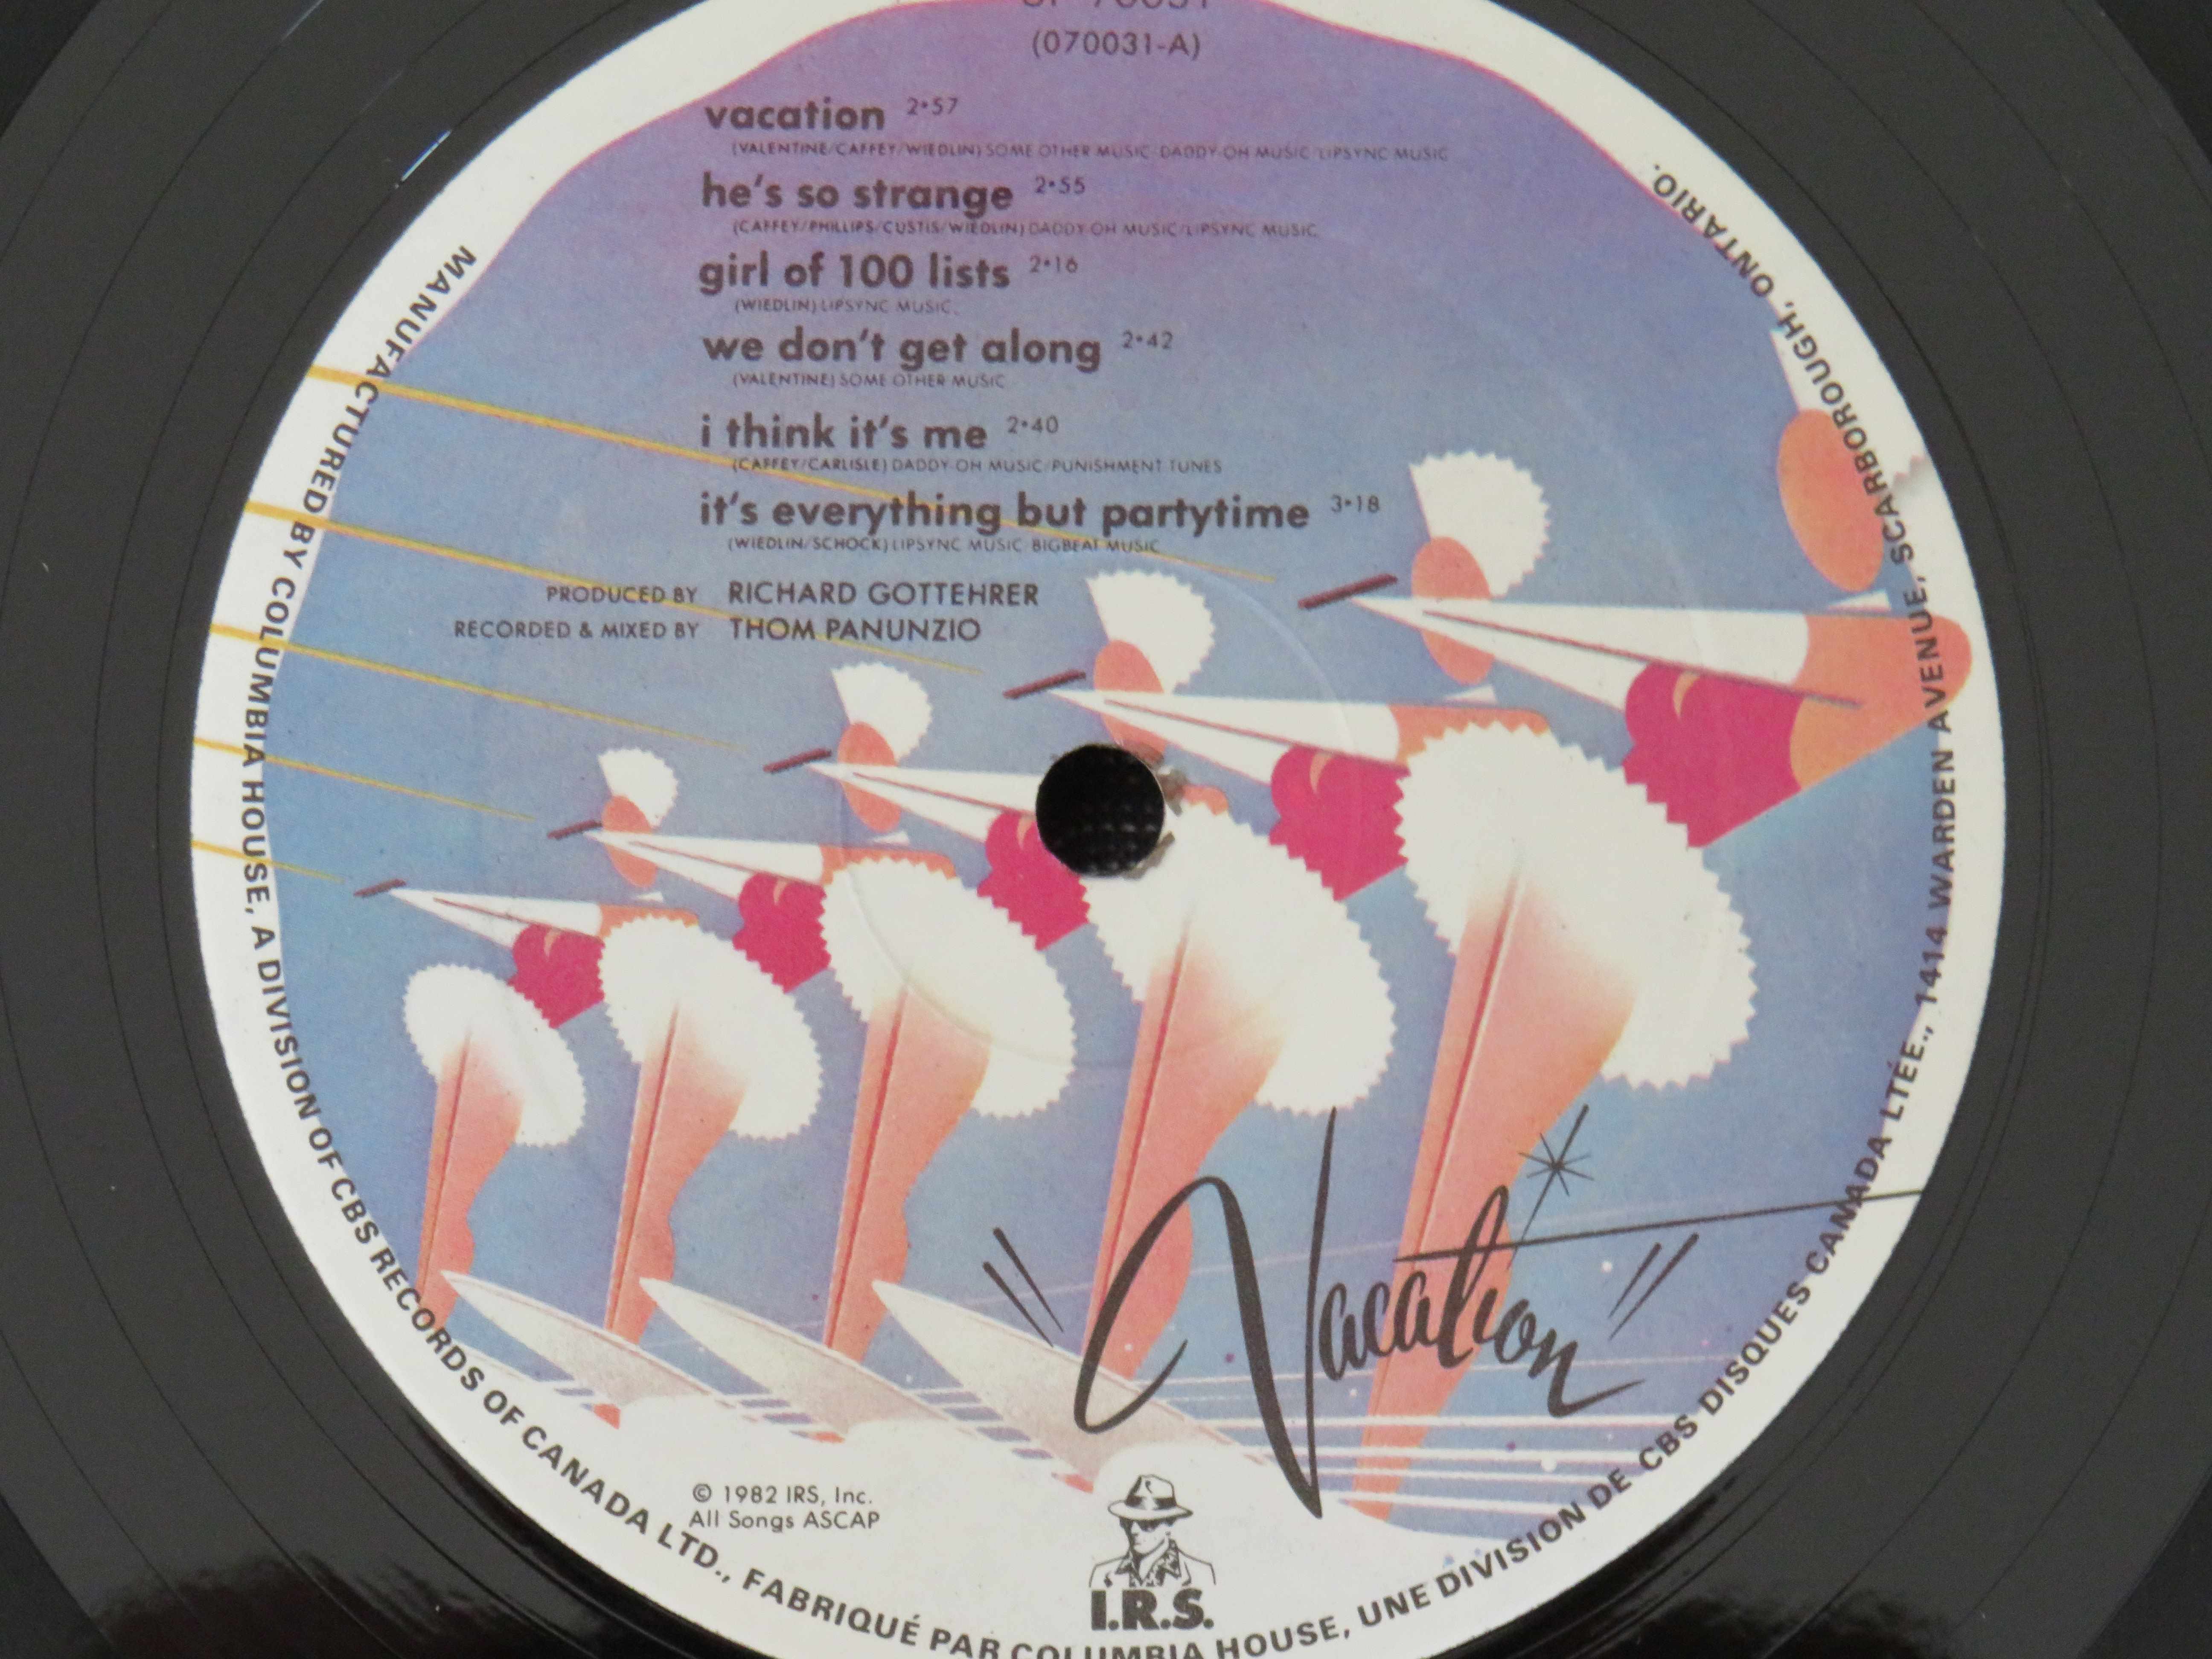 (070031-A)
vacation 2•57
(VALENTINE/CAFFEY/WIEDLIN) SOME OTHER MUSIC/DADDY-OH MUSIC/LIPSYNC MUSIC
he's so strange 2•55
(CAFFEY/PHILLIPS/CUSTIS/WIEDLIN) DADDY-OH MUSIC/LIPSYNC MUSIC
girl of 100 lists 2•16
(WIEDLIN) LIPSYNC MUSIC
we don't get along 2•42
(VALENTINE) SOME OTHER MUSIC
i think it's me 2•40
(CAFFEY/CARLISLE) DADDY-OH MUSIC/PUNISHMENT TUNES
it's everything but partytime 3•18
(WIEDLIN/SCHOCK) LIPSYNC MUSIC/BIGBEAT MUSIC
PRODUCED BY RICHARD GOTTEHRER
RECORDED & MIXED BY THOM PANUNZIO
"Vacation"
© 1982 IRS, Inc.
All Songs ASCAP
I.R.S.
MANUFACTURED BY COLUMBIA HOUSE, A DIVISION OF CBS RECORDS OF CANADA LTD., FABRIQUÉ PAR COLUMBIA HOUSE, UNE DIVISION DE CBS DISQUES CANADA LTÉE., 1414 WARDEN AVENUE, SCARBOROUGH, ONTARIO.